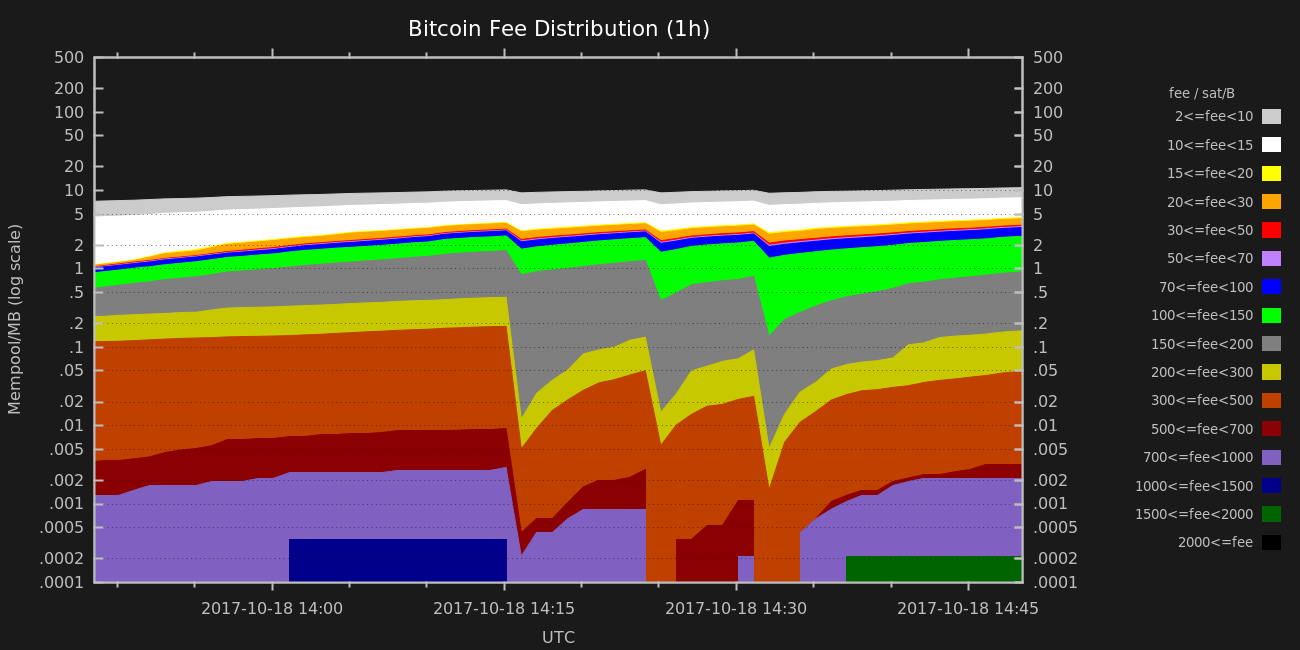 Bitcoin Fee Distribution (1h)
500 500
200 200
100 100
50 50
20 20
10 10
5 5
2 2
1 1
.5 .5
.2 .2
.1 .1
.05 .05
.02 .02
.01 .01
.005 .005
.002 .002
.001 .001
.0005 .0005
.0002 .0002
.0001 .0001
Mempool/MB (log scale)
2017-10-18 14:00 2017-10-18 14:15 2017-10-18 14:30 2017-10-18 14:45
UTC
fee / sat/B
2<=fee<10
10<=fee<15
15<=fee<20
20<=fee<30
30<=fee<50
50<=fee<70
70<=fee<100
100<=fee<150
150<=fee<200
200<=fee<300
300<=fee<500
500<=fee<700
700<=fee<1000
1000<=fee<1500
1500<=fee<2000
2000<=fee